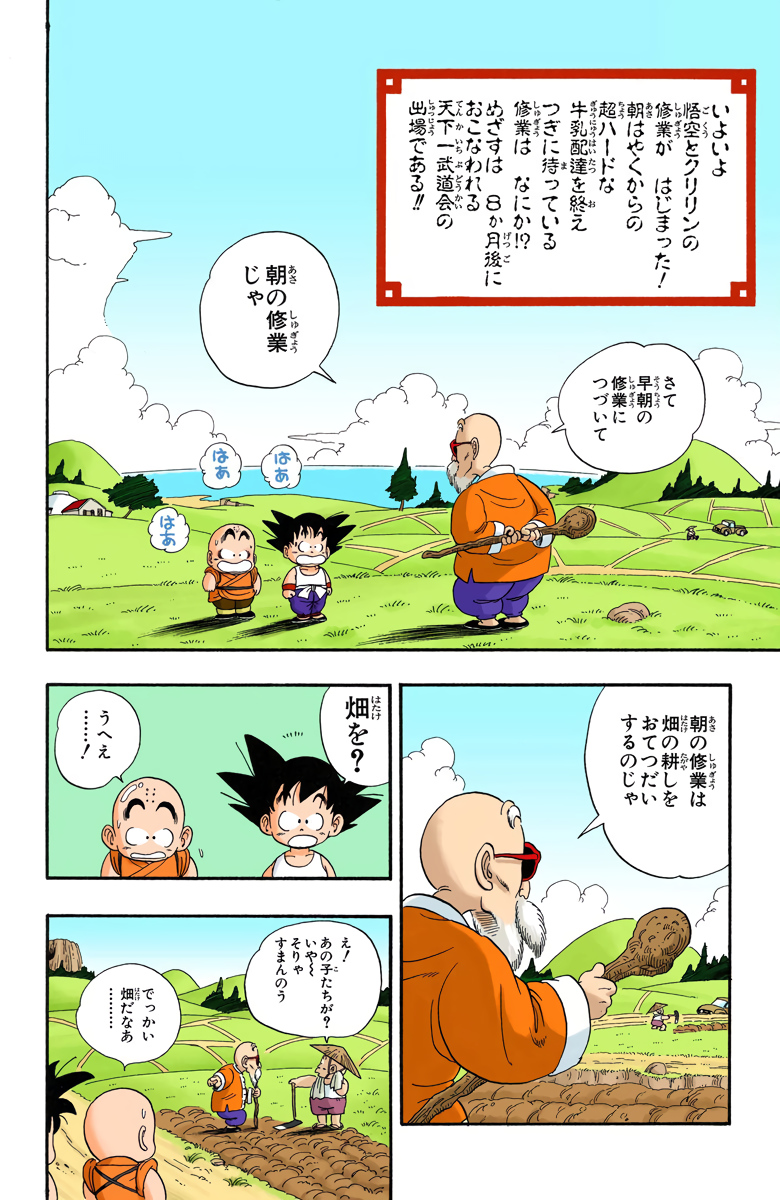 いよいよ
悟空とクリリンの
修業が　はじまった！
朝はやくからの
超ハードな
牛乳配達を終え
つぎに待っている
修業は　なにか!?
めざすは　８か月後に
おこなわれる
天下一武道会の
出場である!!
さて
早朝の
修業に
つづいて
朝の修業
じゃ
はあ
はあ
はあ
朝の修業は
畑の耕しを
おてつだい
するのじゃ
畑を？
うへえ
……！
え！
あの子たちが？
いや〜
そりゃ
すまんのう
でっかい
畑だなあ
………